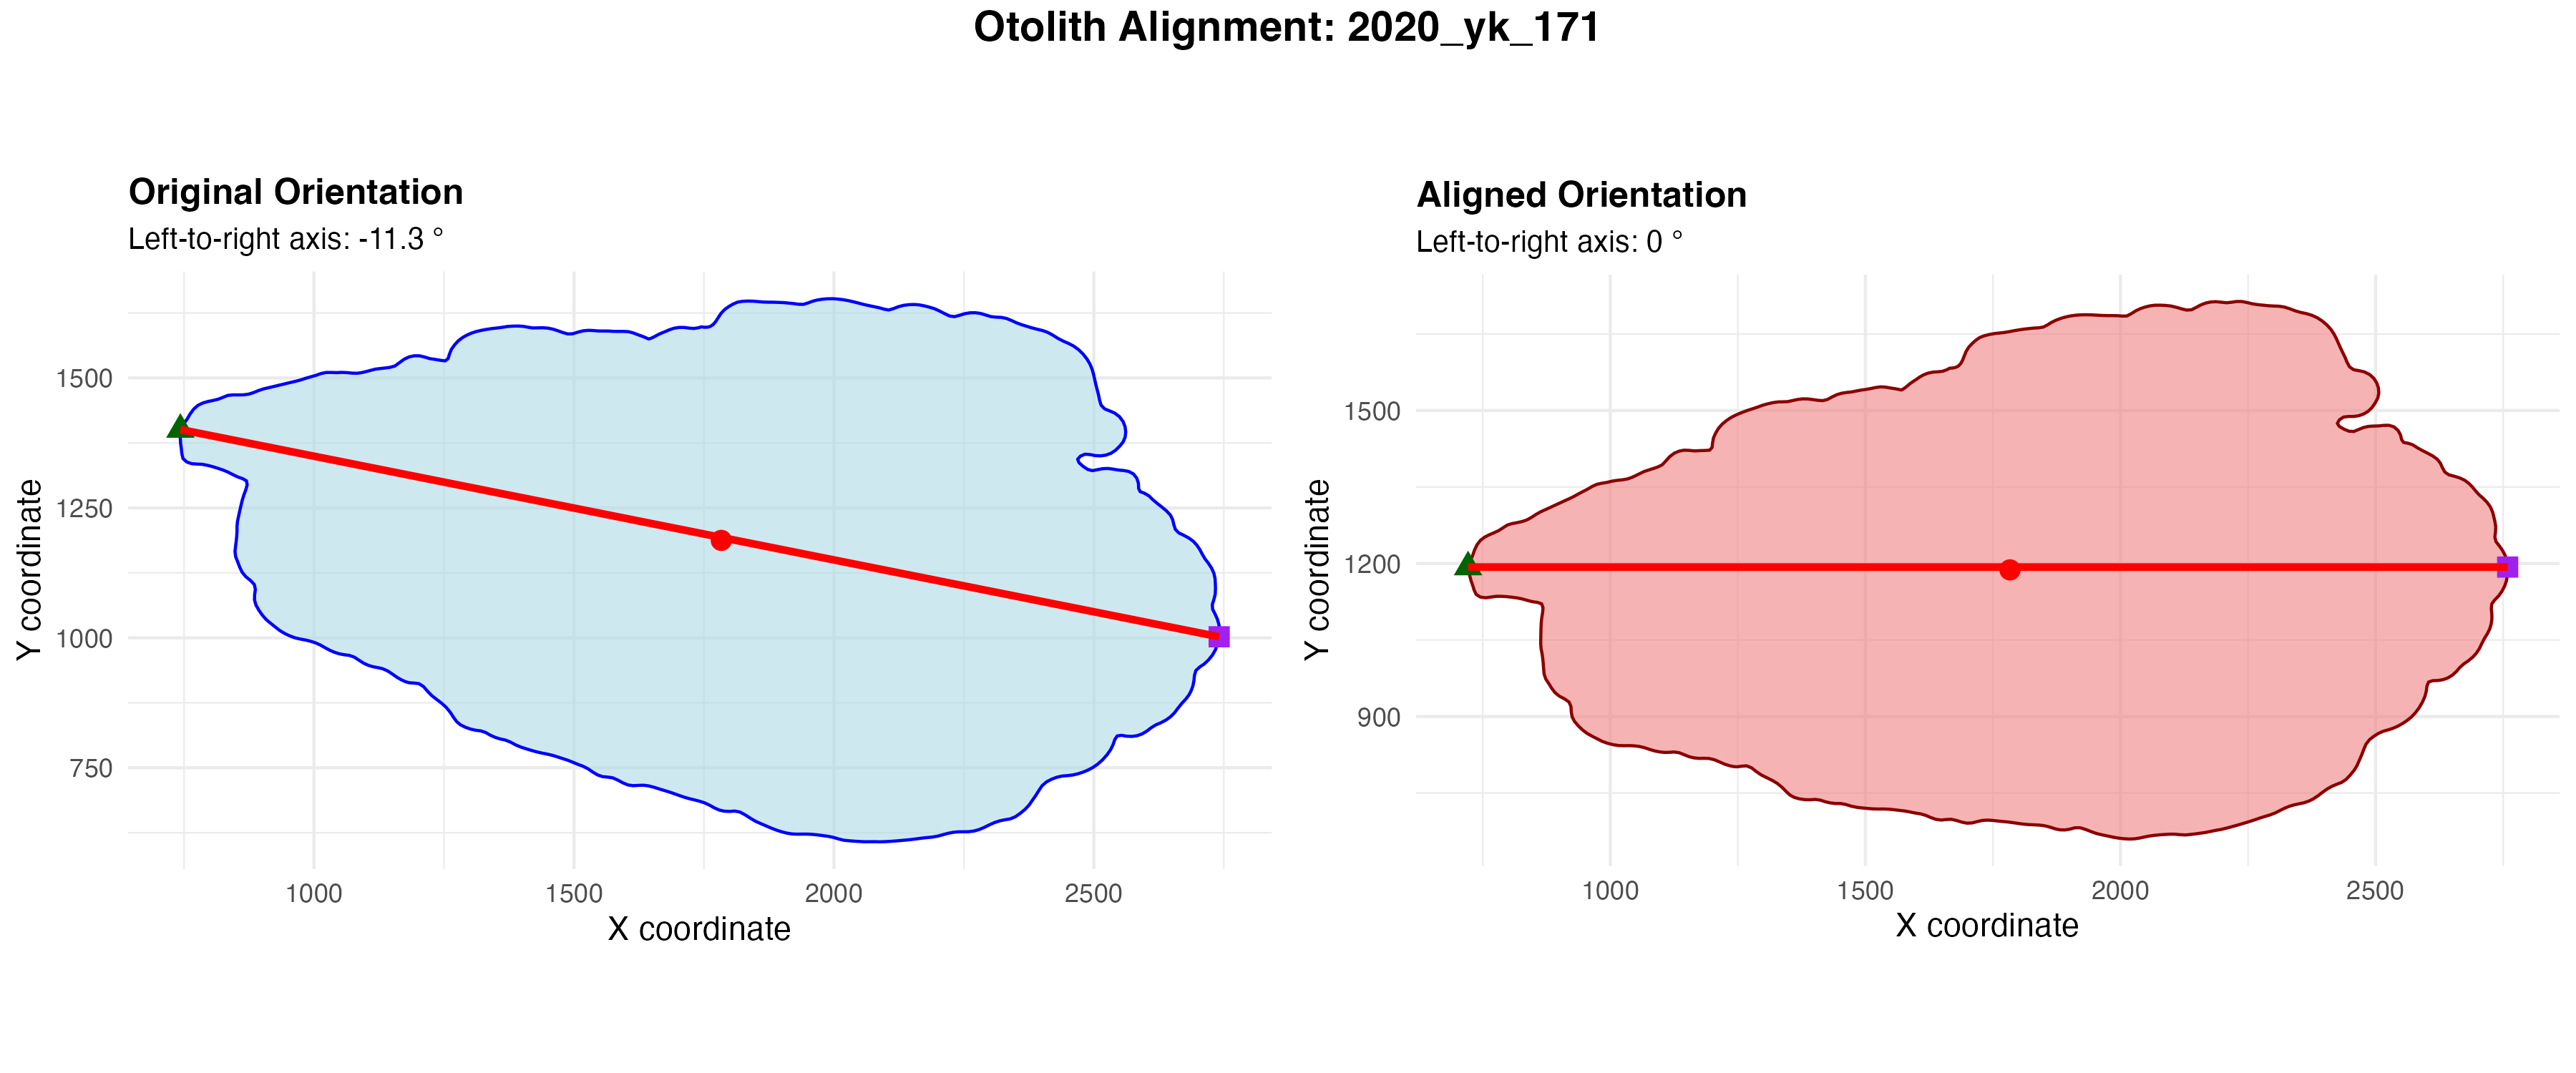 Otolith Alignment: 2020_yk_171
Original Orientation
Left-to-right axis: -11.3 °
Y coordinate
1500
1250
1000
750
1000 1500 2000 2500
X coordinate
Aligned Orientation
Left-to-right axis: 0 °
Y coordinate
1500
1200
900
1000 1500 2000 2500
X coordinate